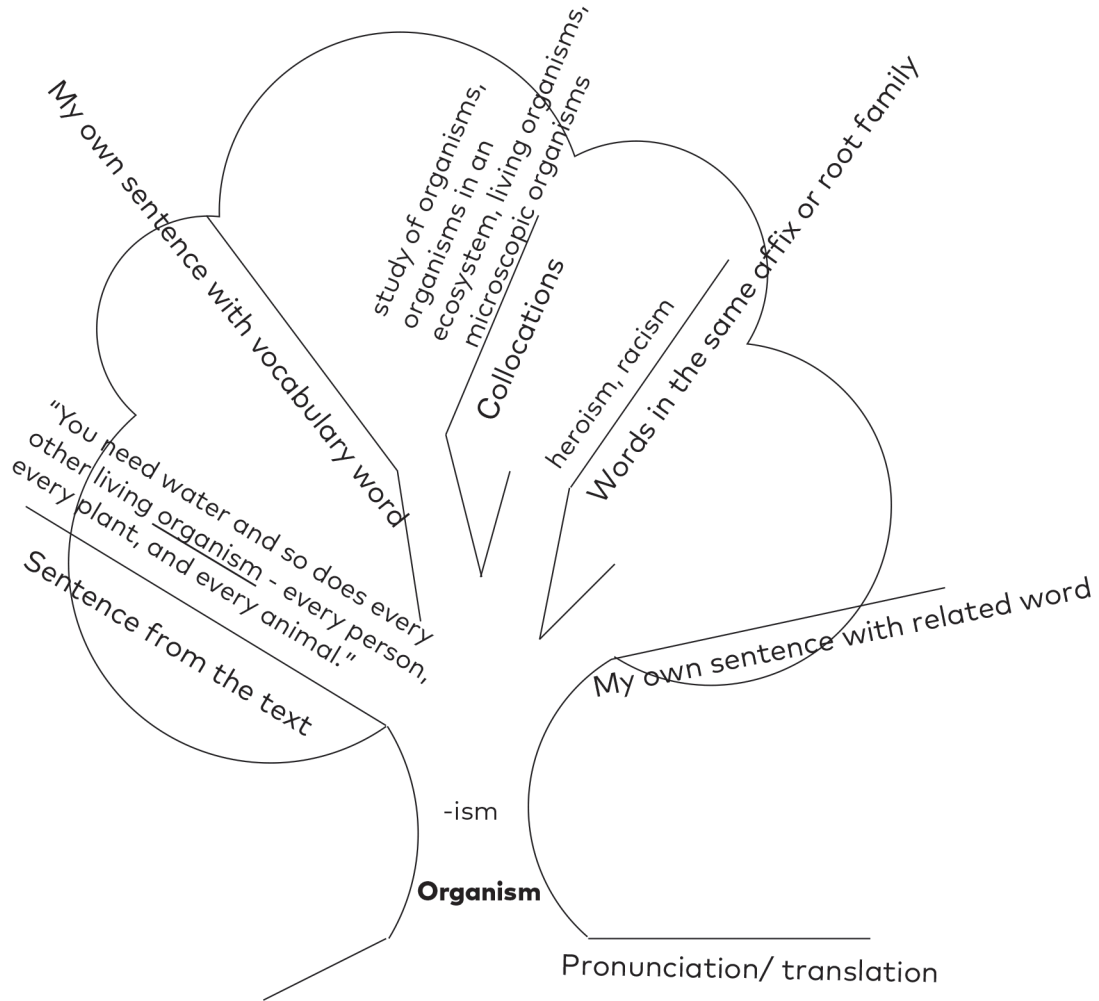 My own sentence with vocabulary word
study of organisms,
organisms in an
ecosystem, living organisms,
microscopic organisms
Collocations
heroism, racism
Words in the same affix or root family
"You need water and so does every
other living organism - every person,
every plant, and every animal."
Sentence from the text
My own sentence with related word
-ism
Organism
Pronunciation/ translation